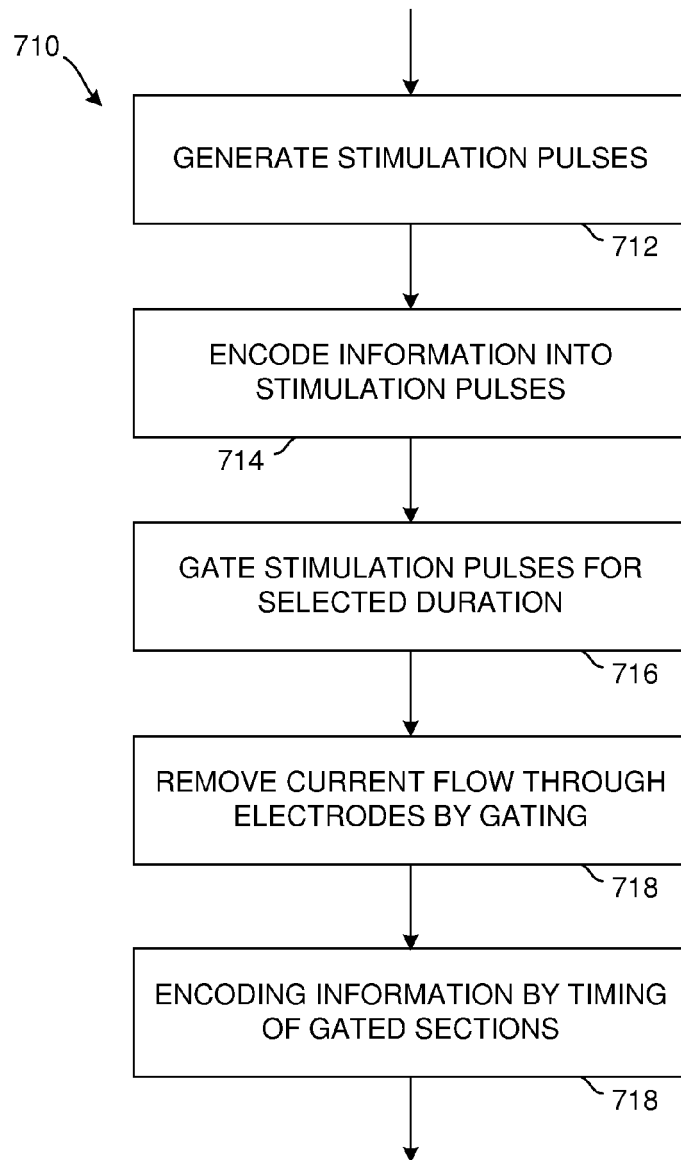 710
GENERATE STIMULATION PULSES
712
ENCODE INFORMATION INTO
STIMULATION PULSES
714
GATE STIMULATION PULSES FOR
SELECTED DURATION
716
REMOVE CURRENT FLOW THROUGH
ELECTRODES BY GATING
718
ENCODING INFORMATION BY TIMING
OF GATED SECTIONS
718